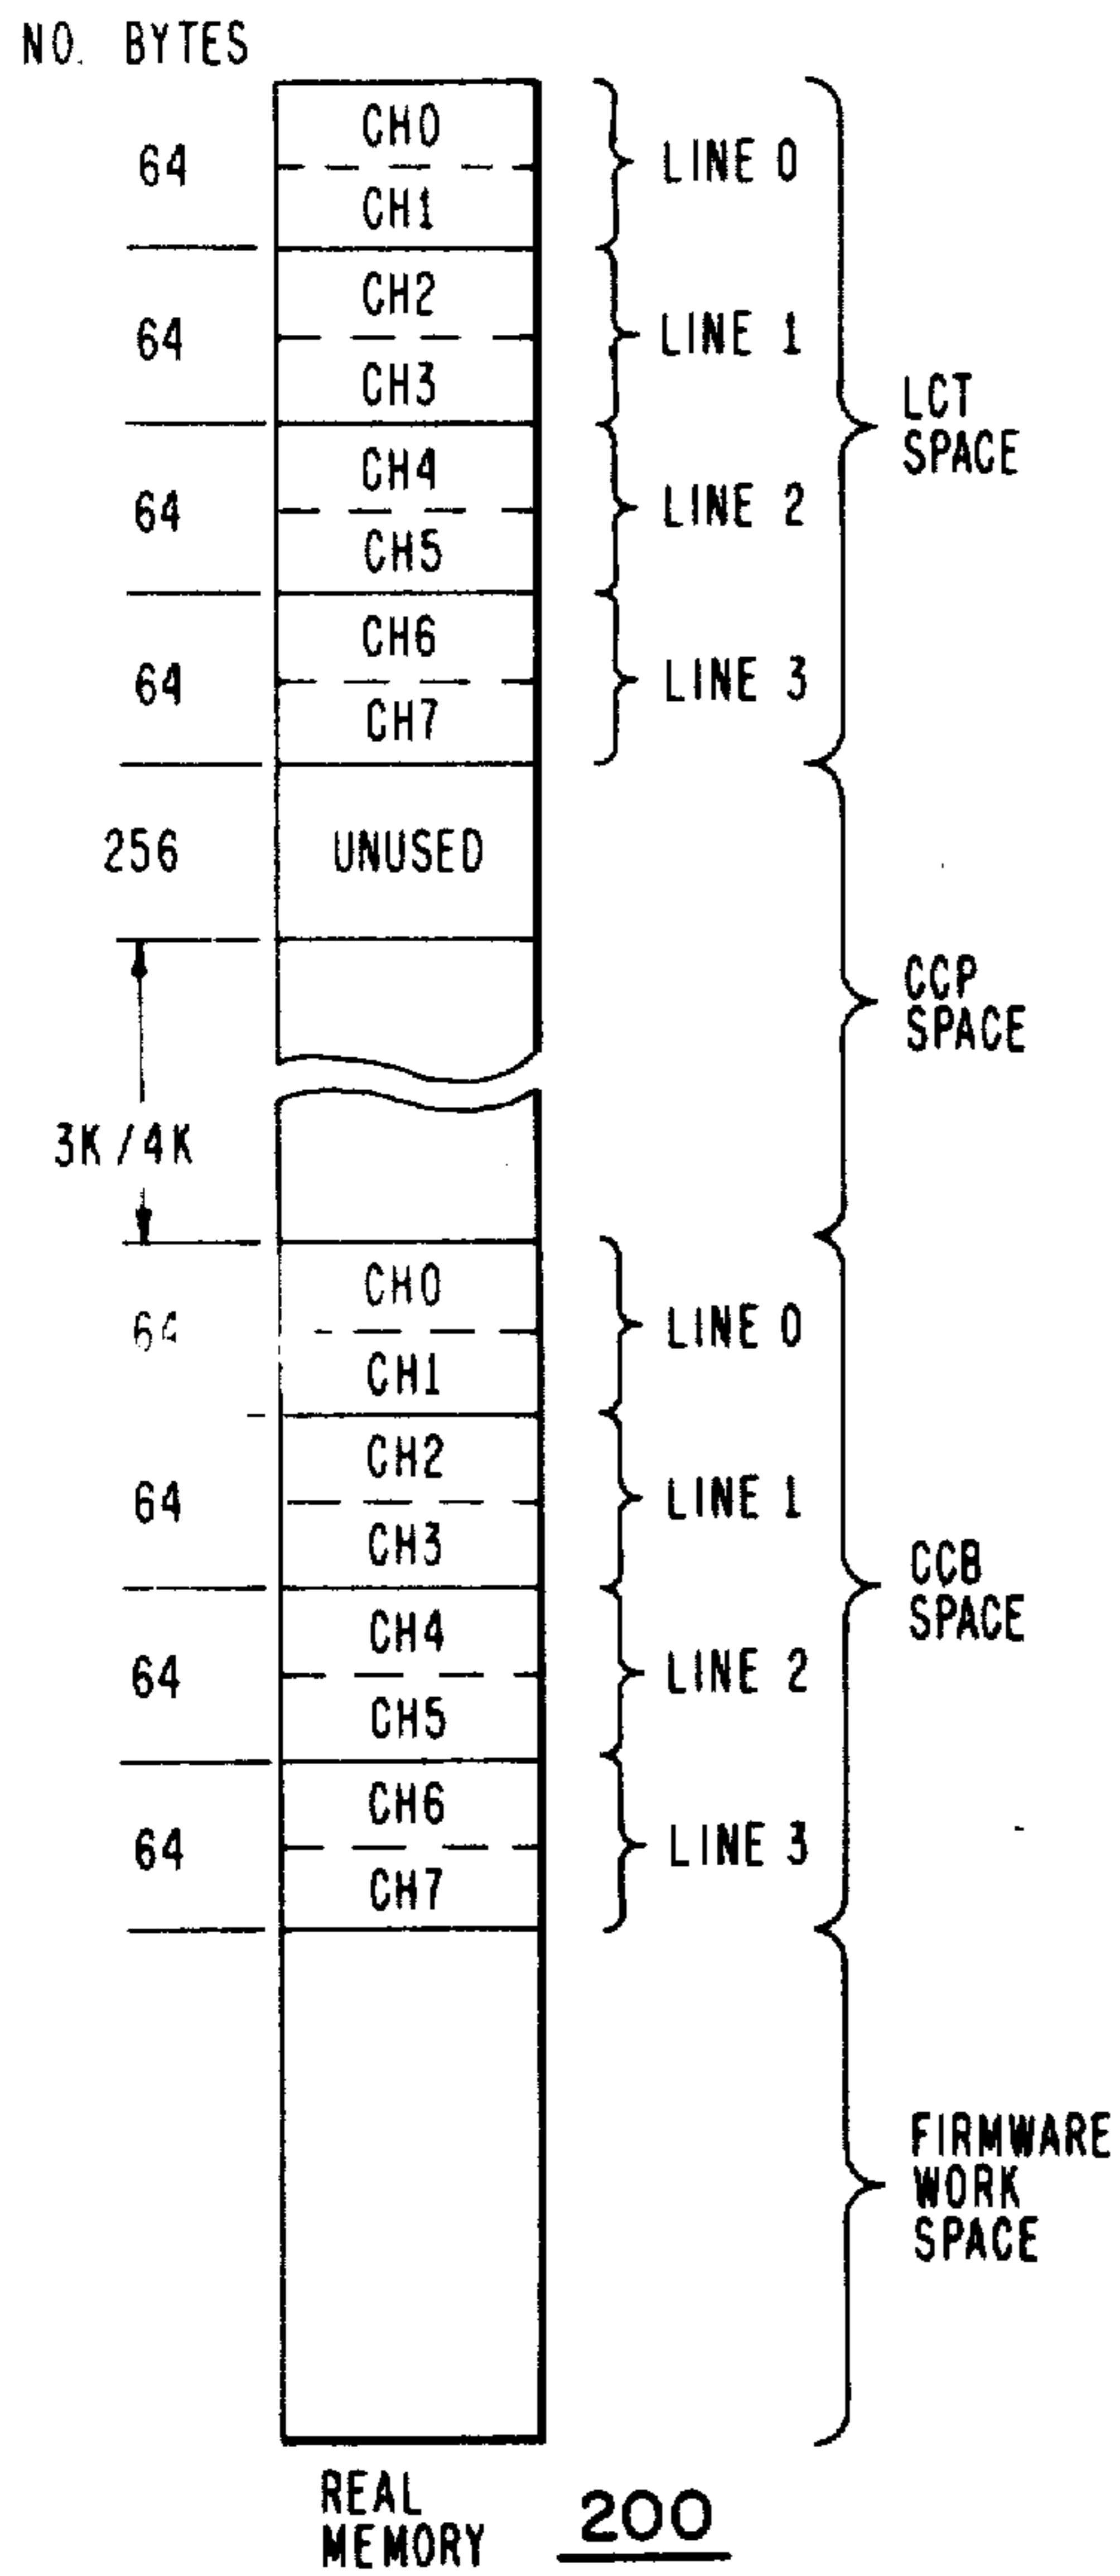 NO. BYTES
64
CH0
CH1
LINE 0
64
CH2
CH3
LINE 1
64
CH4
CH5
LINE 2
64
CH6
CH7
LINE 3
LCT
SPACE
256
UNUSED
3K/4K
CCP
SPACE
64
CH0
CH1
LINE 0
64
CH2
CH3
LINE 1
64
CH4
CH5
LINE 2
64
CH6
CH7
LINE 3
CCB
SPACE
FIRMWARE
WORK
SPACE
REAL
MEMORY
200